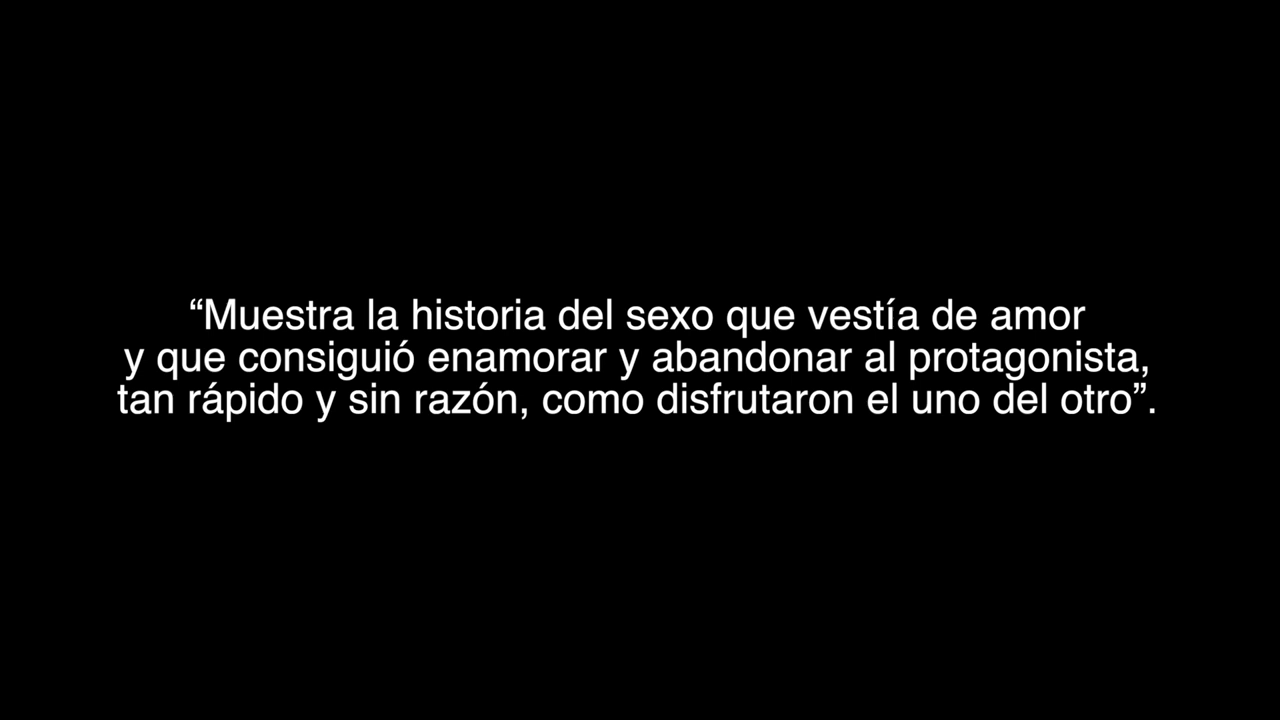 “Muestra la historia del sexo que vestía de amor
y que consiguió enamorar y abandonar al protagonista,
tan rápido y sin razón, como disfrutaron el uno del otro”.